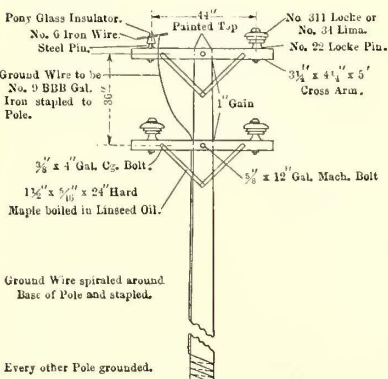 Pony Glass Insulator.
No. 6 Iron Wire.
Steel Pin.
44"
Painted Top
No. 311 Locke or
No. 34 Lima.
No. 22 Locke Pin.
Ground Wire to be
No. 9 BBB Gal.
Iron stapled to
Pole.
36"
1" Gain
3¼" x 4¼" x 5'
Cross Arm.
⅜" x 4" Gal. Cg. Bolt.
1½" x 5/16" x 24" Hard
Maple boiled in Linseed Oil.
⅝" x 12" Gal. Mach. Bolt
Ground Wire spiraled around
Base of Pole and stapled.
Every other Pole grounded.